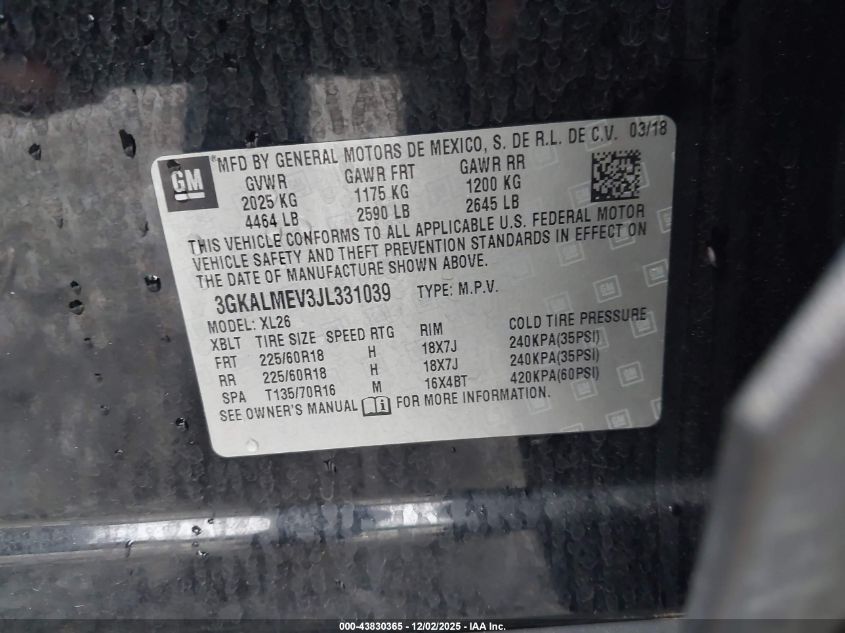 GM
®MFD BY GENERAL MOTORS DE MEXICO, S. DE R.L. DE C.V. 03/18
GVWR GAWR FRT GAWR RR
2025 KG 1175 KG 1200 KG
4464 LB 2590 LB 2645 LB
THIS VEHICLE CONFORMS TO ALL APPLICABLE U.S. FEDERAL MOTOR
VEHICLE SAFETY AND THEFT PREVENTION STANDARDS IN EFFECT ON
THE DATE OF MANUFACTURE SHOWN ABOVE.
3GKALMEV3JL331039 TYPE: M.P.V.
MODEL: XL26
XBLT TIRE SIZE SPEED RTG RIM COLD TIRE PRESSURE
FRT 225/60R18 H 18X7J 240KPA(35PSI)
RR 225/60R18 H 18X7J 240KPA(35PSI)
SPA T135/70R16 M 16X4BT 420KPA(60PSI)
SEE OWNER'S MANUAL i FOR MORE INFORMATION.
000-43830365 - 12/02/2025 - IAA Inc.